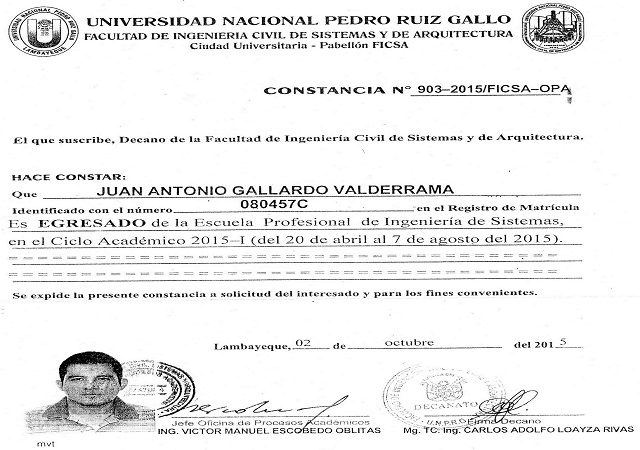 UNIVERSIDAD NACIONAL PEDRO RUIZ GALLO
FACULTAD DE INGENIERIA CIVIL DE SISTEMAS Y DE ARQUITECTURA
Ciudad Universitaria - Pabellón FICSA
CONSTANCIA N° 903–2015/FICSA–OPA
El que suscribe, Decano de la Facultad de Ingeniería Civil de Sistemas y de Arquitectura.
HACE CONSTAR:
Que JUAN ANTONIO GALLARDO VALDERRAMA
Identificado con el número 080457C en el Registro de Matrícula
Es EGRESADO de la Escuela Profesional de Ingeniería de Sistemas,
en el Ciclo Académico 2015–I (del 20 de abril al 7 de agosto del 2015).
Se expide la presente constancia a solicitud del interesado y para los fines convenientes.
Lambayeque, 02 de octubre del 2015
DECANATO
Jefe Oficina de Procesos Académicos
ING. VICTOR MANUEL ESCOBEDO OBLITAS
Firma Decano
Mg. TC. Ing. CARLOS ADOLFO LOAYZA RIVAS
mvt